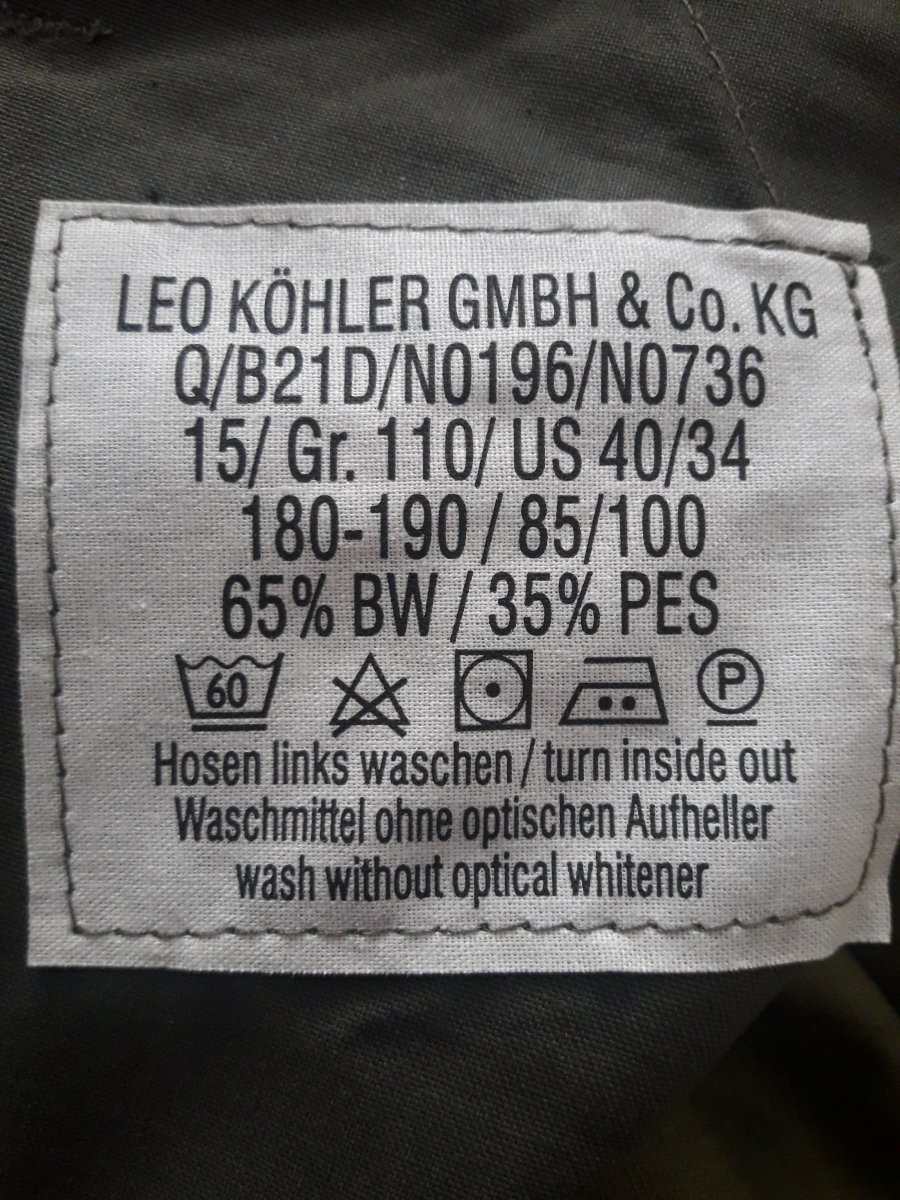 LEO KÖHLER GMBH & Co. KG
Q/B21D/N0196/N0736
15/ Gr. 110/ US 40/34
180-190 / 85/100
65% BW / 35% PES
60 P
Hosen links waschen / turn inside out
Waschmittel ohne optischen Aufheller
wash without optical whitener